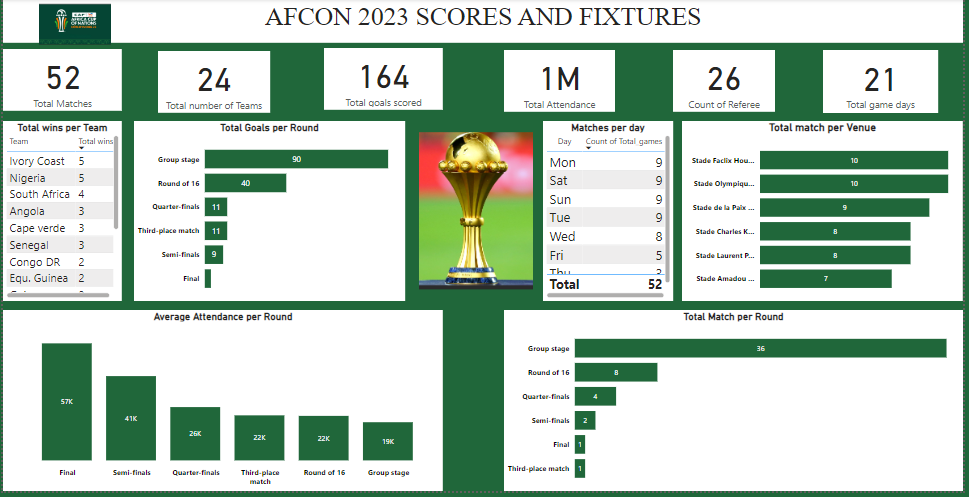 AFCON 2023 SCORES AND FIXTURES
CAF
AFRICA CUP
OF NATIONS
52
Total Matches
24
Total number of Teams
164
Total goals scored
1M
Total Attendance
26
Count of Referee
21
Total game days
Total wins per Team
Team Total wins
Ivory Coast 5
Nigeria 5
South Africa 4
Angola 3
Cape verde 3
Senegal 3
Congo DR 2
Equ. Guinea 2
Total Goals per Round
Group stage 90
Round of 16 40
Quarter-finals 11
Third-place match 11
Semi-finals 9
Final
Matches per day
Day Count of Total_games
Mon 9
Sat 9
Sun 9
Tue 9
Wed 8
Fri 5
Thu 3
Total 52
Total match per Venue
Stade Faclix Hou... 10
Stade Olympiqu... 10
Stade de la Paix ... 9
Stade Charles K... 8
Stade Laurent P... 8
Stade Amadou ... 7
Average Attendance per Round
57K
41K
26K
22K
22K
19K
Final
Semi-finals
Quarter-finals
Third-place
match
Round of 16
Group stage
Total Match per Round
Group stage 36
Round of 16 8
Quarter-finals 4
Semi-finals 2
Final 1
Third-place match 1